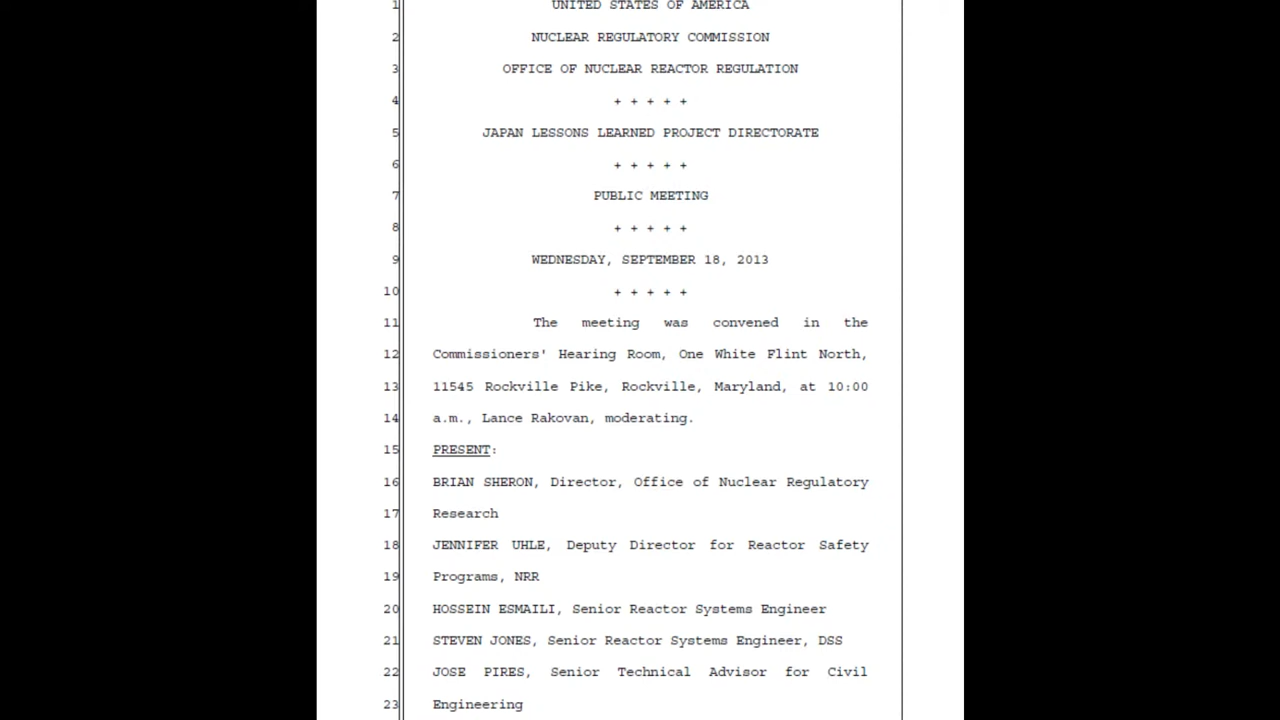 1 UNITED STATES OF AMERICA
2 NUCLEAR REGULATORY COMMISSION
3 OFFICE OF NUCLEAR REACTOR REGULATION
4 + + + + +
5 JAPAN LESSONS LEARNED PROJECT DIRECTORATE
6 + + + + +
7 PUBLIC MEETING
8 + + + + +
9 WEDNESDAY, SEPTEMBER 18, 2013
10 + + + + +
11 The meeting was convened in the
12 Commissioners' Hearing Room, One White Flint North,
13 11545 Rockville Pike, Rockville, Maryland, at 10:00
14 a.m., Lance Rakovan, moderating.
15 PRESENT:
16 BRIAN SHERON, Director, Office of Nuclear Regulatory
17 Research
18 JENNIFER UHLE, Deputy Director for Reactor Safety
19 Programs, NRR
20 HOSSEIN ESMAILI, Senior Reactor Systems Engineer
21 STEVEN JONES, Senior Reactor Systems Engineer, DSS
22 JOSE PIRES, Senior Technical Advisor for Civil
23 Engineering